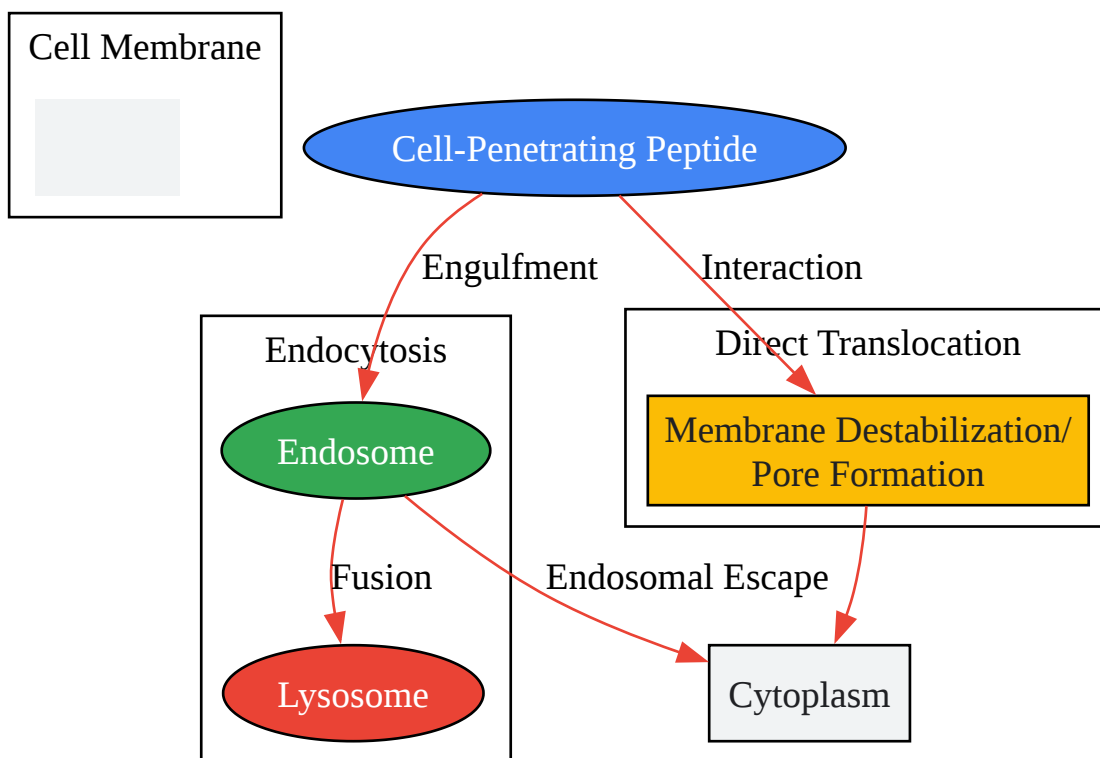 Cell Membrane
Cell-Penetrating Peptide
Engulfment
Interaction
Endocytosis
Direct Translocation
Endosome
Membrane Destabilization/
Pore Formation
Fusion
Endosomal Escape
Lysosome
Cytoplasm